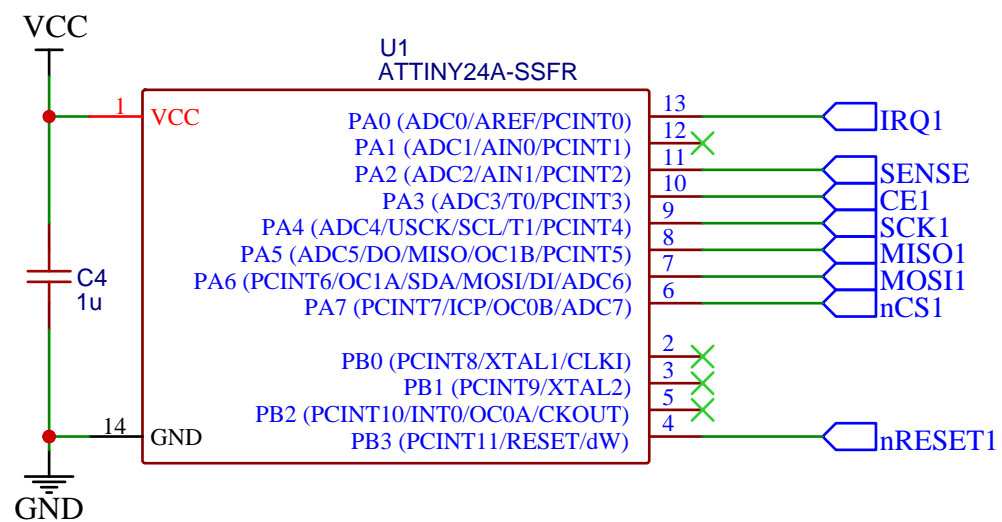 VCC
U1
ATTINY24A-SSFR
1 VCC
PA0 (ADC0/AREF/PCINT0) 13 IRQ1
PA1 (ADC1/AIN0/PCINT1) 12
PA2 (ADC2/AIN1/PCINT2) 11 SENSE
PA3 (ADC3/T0/PCINT3) 10 CE1
PA4 (ADC4/USCK/SCL/T1/PCINT4) 9 SCK1
PA5 (ADC5/DO/MISO/OC1B/PCINT5) 8 MISO1
PA6 (PCINT6/OC1A/SDA/MOSI/DI/ADC6) 7 MOSI1
PA7 (PCINT7/ICP/OC0B/ADC7) 6 nCS1
C4
1u
PB0 (PCINT8/XTAL1/CLKI) 2
PB1 (PCINT9/XTAL2) 3
PB2 (PCINT10/INT0/OC0A/CKOUT) 5
PB3 (PCINT11/RESET/dW) 4 nRESET1
14 GND
GND